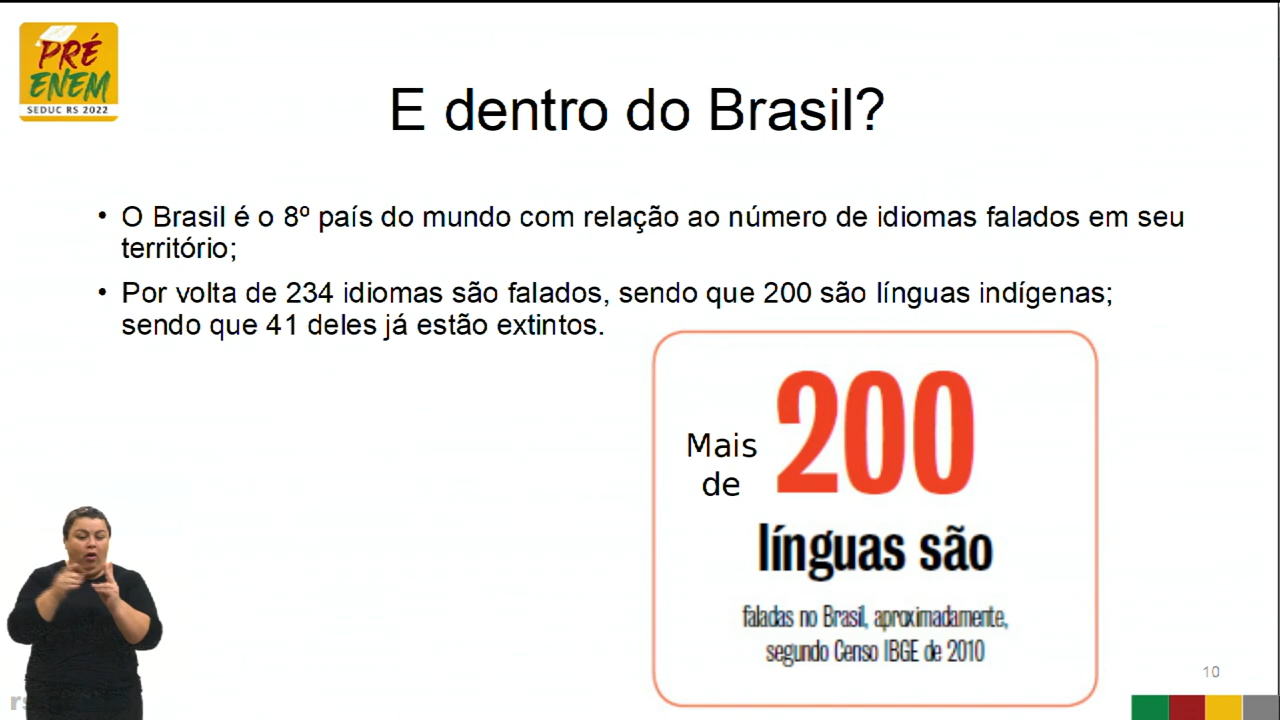 PRÉ
ENEM
SEDUC RS 2022
E dentro do Brasil?
• O Brasil é o 8º país do mundo com relação ao número de idiomas falados em seu
território;
• Por volta de 234 idiomas são falados, sendo que 200 são línguas indígenas;
sendo que 41 deles já estão extintos.
Mais
de
200
línguas são
faladas no Brasil, aproximadamente,
segundo Censo IBGE de 2010
10